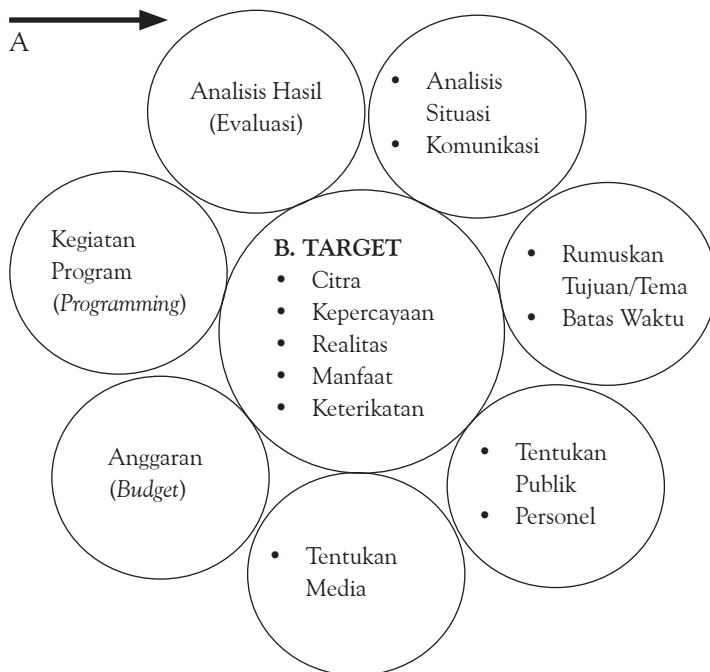 A
Analisis Hasil
(Evaluasi)
• Analisis
Situasi
• Komunikasi
Kegiatan
Program
(Programming)
B. TARGET
• Citra
• Kepercayaan
• Realitas
• Manfaat
• Keterikatan
• Rumuskan
Tujuan/Tema
• Batas Waktu
Anggaran
(Budget)
• Tentukan
Publik
• Personel
• Tentukan
Media